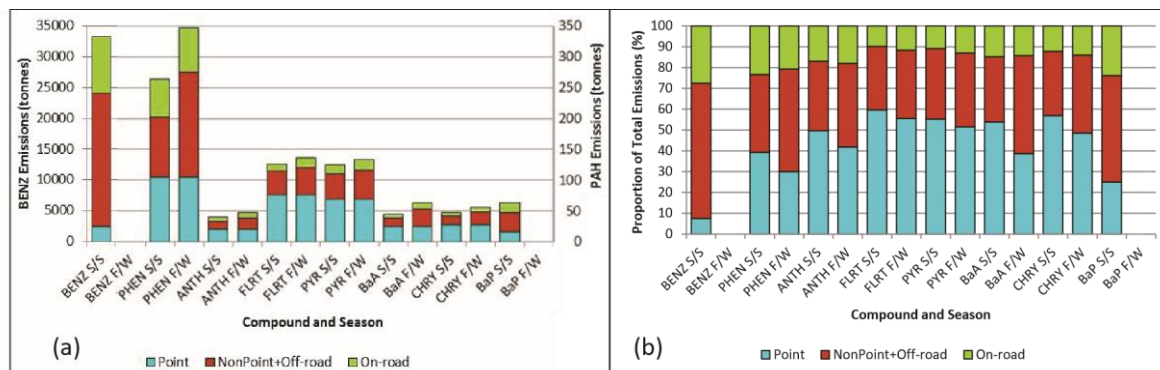 35000
30000
25000
20000
15000
10000
5000
0
BENZ Emissions (tonnes)
350
300
250
200
150
100
50
0
PAH Emissions (tonnes)
BENZ S/S
BENZ F/W
PHEN S/S
PHEN F/W
ANTH S/S
ANTH F/W
FLRT S/S
FLRT F/W
PYR S/S
PYR F/W
BaA S/S
BaA F/W
CHRY S/S
CHRY F/W
BaP S/S
BaP F/W
Compound and Season
(a)
Point
NonPoint+Off-road
On-road
100
90
80
70
60
50
40
30
20
10
0
Proportion of Total Emissions (%)
BENZ S/S
BENZ F/W
PHEN S/S
PHEN F/W
ANTH S/S
ANTH F/W
FLRT S/S
FLRT F/W
PYR S/S
PYR F/W
BaA S/S
BaA F/W
CHRY S/S
CHRY F/W
BaP S/S
BaP F/W
Compound and Season
(b)
Point
NonPoint+Off-road
On-road